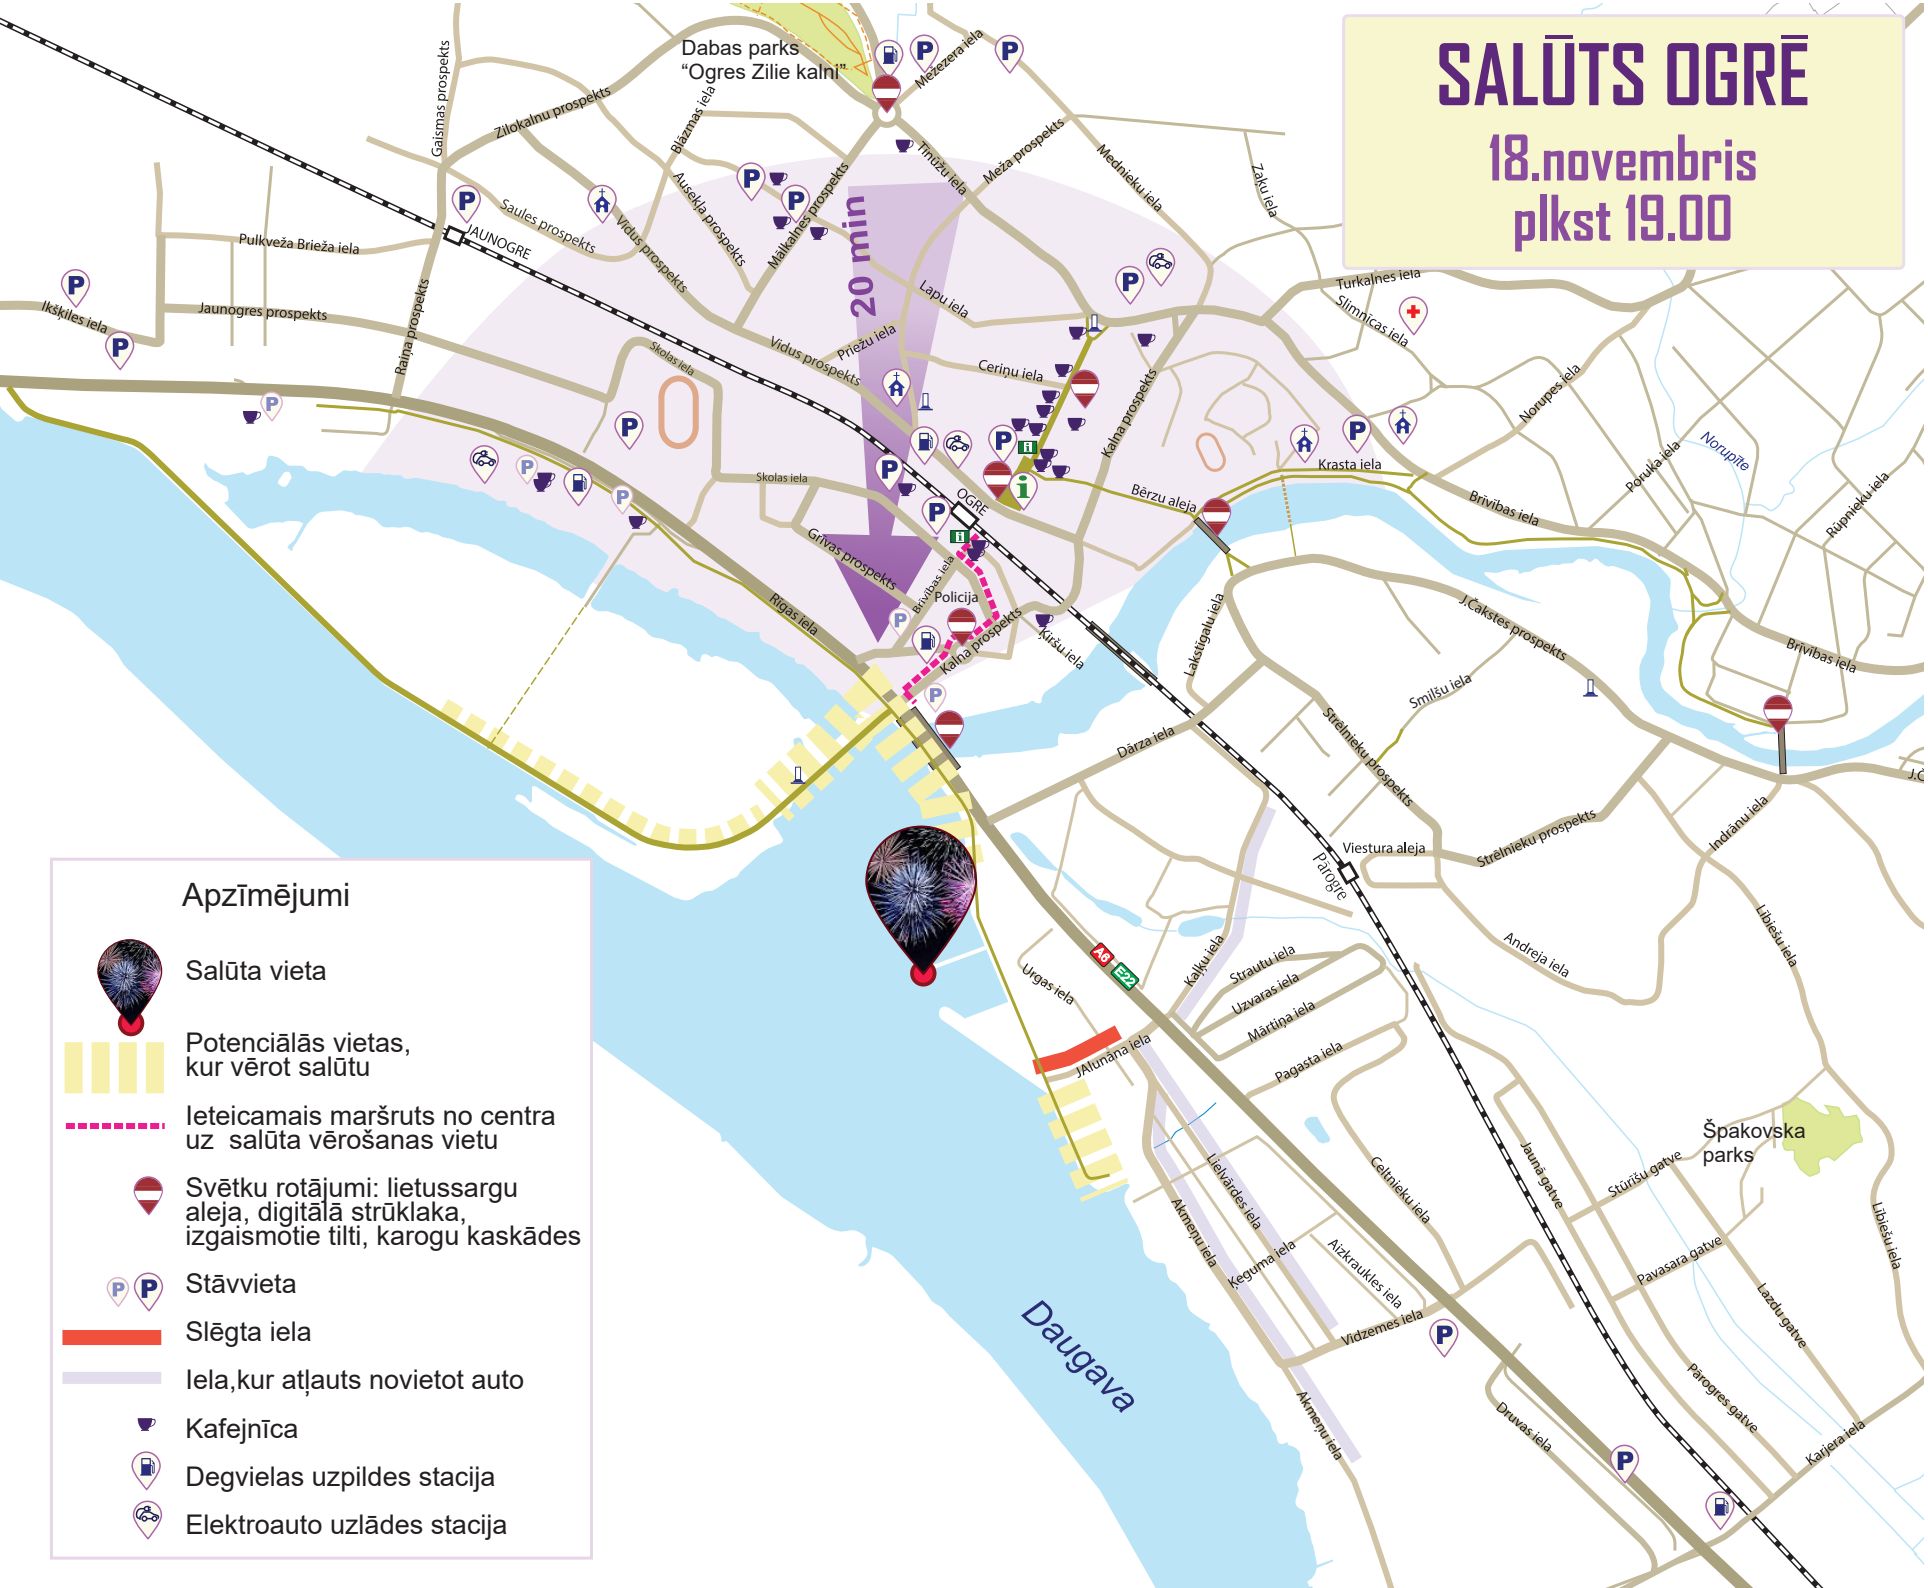 SALŪTS OGRĒ
18.novembris
plkst 19.00
Dabas parks
“Ogres Zilie kalni”
Mežezera iela
Gaismas prospekts
Zilokalnu prospekts
Blāzmas iela
Tīnūžu iela
Meža prospekts
Mednieku iela
Zaķu iela
Saules prospekts
Vidus prospekts
Ausekļa prospekts
Mālkalnes prospekts
20 min
JAUNOGRE
Pulkveža Brieža iela
Ikšķiles iela
Jaunogres prospekts
Raiņa prospekts
Lapu iela
Priežu iela
Vidus prospekts
Skolas iela
Ceriņu iela
Kalna prospekts
Turkalnes iela
Slimnīcas iela
Norupes iela
Norupīte
Poruka iela
Rūpnieku iela
Krasta iela
Brīvības iela
Bērzu aleja
Skolas iela
OGRE
Grīvas prospekts
Brīvības iela
Policija
Kalna prospekts
Ķiršu iela
Rīgas iela
Lakstīgalu iela
J.Čakstes prospekts
Brīvības iela
Smilšu iela
Strēlnieku prospekts
Dārza iela
J.Č
Indrānu iela
Strēlnieku prospekts
Viestura aleja
Pārogre
Lībiešu iela
Andreja iela
A6
E22
Kaļķu iela
Urgas iela
Strautu iela
Uzvaras iela
Mārtiņa iela
Pagasta iela
JAlunāna iela
Špakovska
parks
Jaunā gatve
Stūrīšu gatve
Celtnieku iela
Lielvārdes iela
Akmeņu iela
Ķeguma iela
Aizkraukles iela
Vidzemes iela
Pavasara gatve
Lazdu gatve
Lībiešu iela
Pārogres gatve
Karjera iela
Druvas iela
Akmeņu iela
Daugava
Apzīmējumi
Salūta vieta
Potenciālās vietas,
kur vērot salūtu
Ieteicamais maršruts no centra
uz salūta vērošanas vietu
Svētku rotājumi: lietussargu
aleja, digitālā strūklaka,
izgaismotie tilti, karogu kaskādes
Stāvvieta
Slēgta iela
Iela,kur atļauts novietot auto
Kafejnīca
Degvielas uzpildes stacija
Elektroauto uzlādes stacija